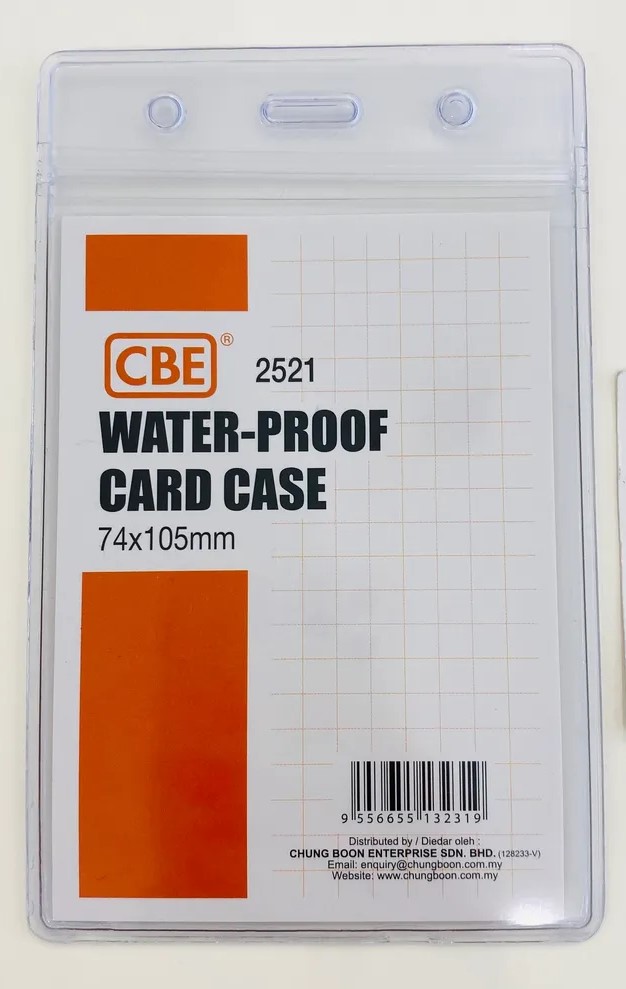 CBE®
2521
WATER-PROOF
CARD CASE
74x105mm
9 556655 132319
Distributed by / Diedar oleh :
CHUNG BOON ENTERPRISE SDN. BHD. (128233-V)
Email: enquiry@chungboon.com.my
Website: www.chungboon.com.my